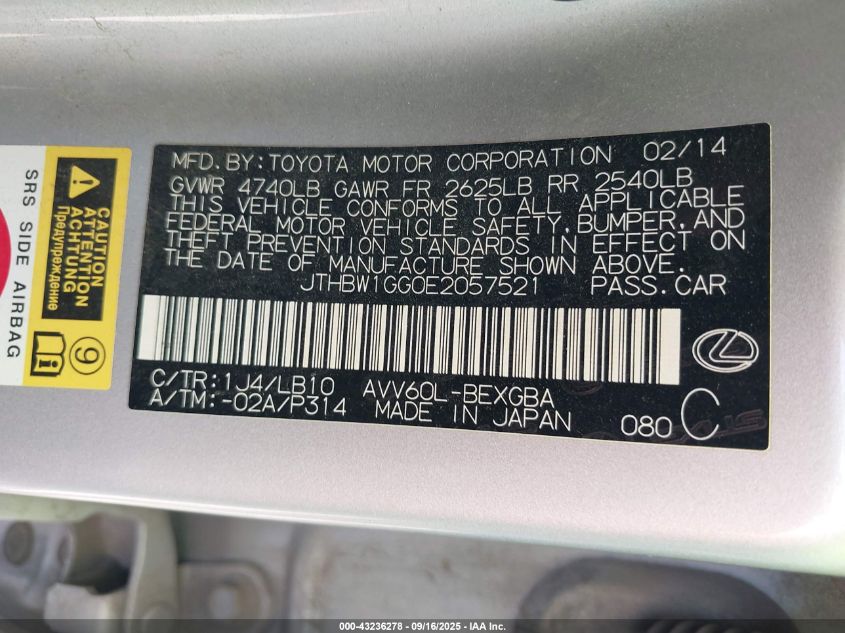 SRS SIDE AIRBAG
CAUTION
ATTENTION
ACHTUNG
Предупреждение
9
MFD.BY:TOYOTA MOTOR CORPORATION 02/14
GVWR 4740LB GAWR FR 2625LB RR 2540LB
THIS VEHICLE CONFORMS TO ALL APPLICABLE
FEDERAL MOTOR VEHICLE SAFETY,BUMPER,AND
THEFT PREVENTION STANDARDS IN EFFECT ON
THE DATE OF MANUFACTURE SHOWN ABOVE.
JTHBW1GG0E2057521 PASS.CAR
C/TR:1J4/LB10 AVV60L-BEXGBA
A/TM:-02A/P314 MADE IN JAPAN 080 C
000-43236278 - 09/16/2025 - IAA Inc.